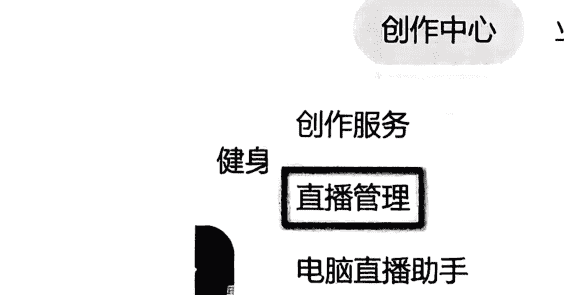 创作中心
创作服务
健身
直播管理
电脑直播助手